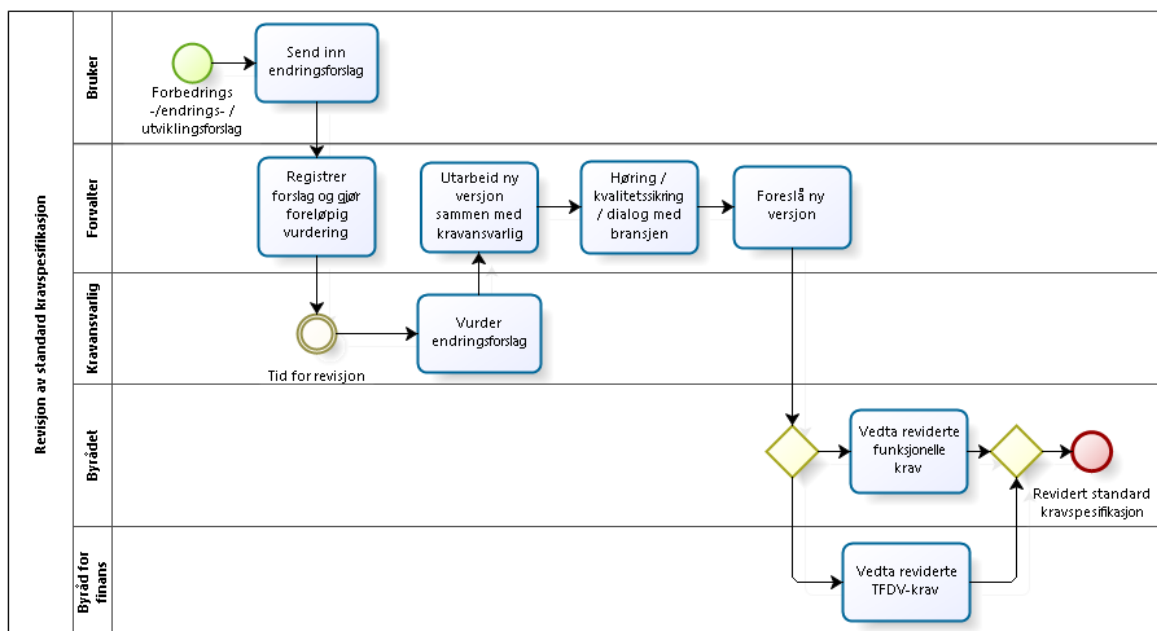 Revisjon av standard kravspesifikasjon
Bruker
Send inn
endringsforslag
Forbedrings
-/endrings- /
utviklingsforslag
Forvalter
Registrer
forslag og gjør
foreløpig
vurdering
Utarbeid ny
versjon
sammen med
kravansvarlig
Høring /
kvalitetssikring
/ dialog med
bransjen
Foreslå ny
versjon
Kravansvarlig
Tid for revisjon
Vurder
endringsforslag
Byrådet
Vedta reviderte
funksjonelle
krav
Revidert standard
kravspesifikasjon
Byråd for
finans
Vedta reviderte
TFDV-krav